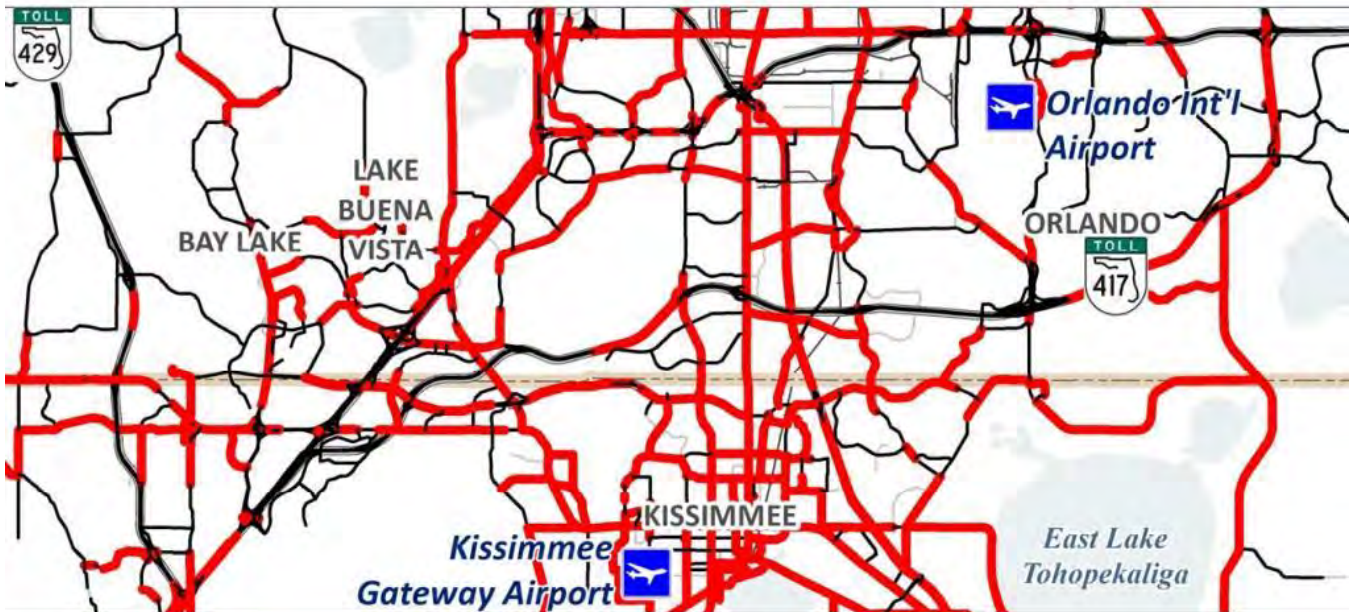 TOLL
429
Orlando Int'l
Airport
LAKE
BUENA
VISTA
BAY LAKE
ORLANDO
TOLL
417
KISSIMMEE
Kissimmee
Gateway Airport
East Lake
Tohopekaliga